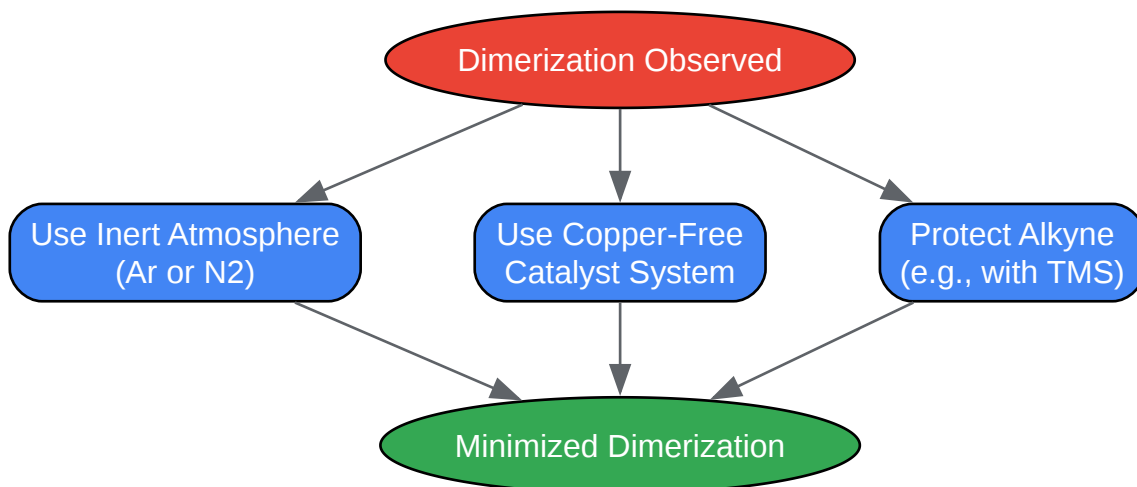 Dimerization Observed
Use Inert Atmosphere
(Ar or N2)
Use Copper-Free
Catalyst System
Protect Alkyne
(e.g., with TMS)
Minimized Dimerization